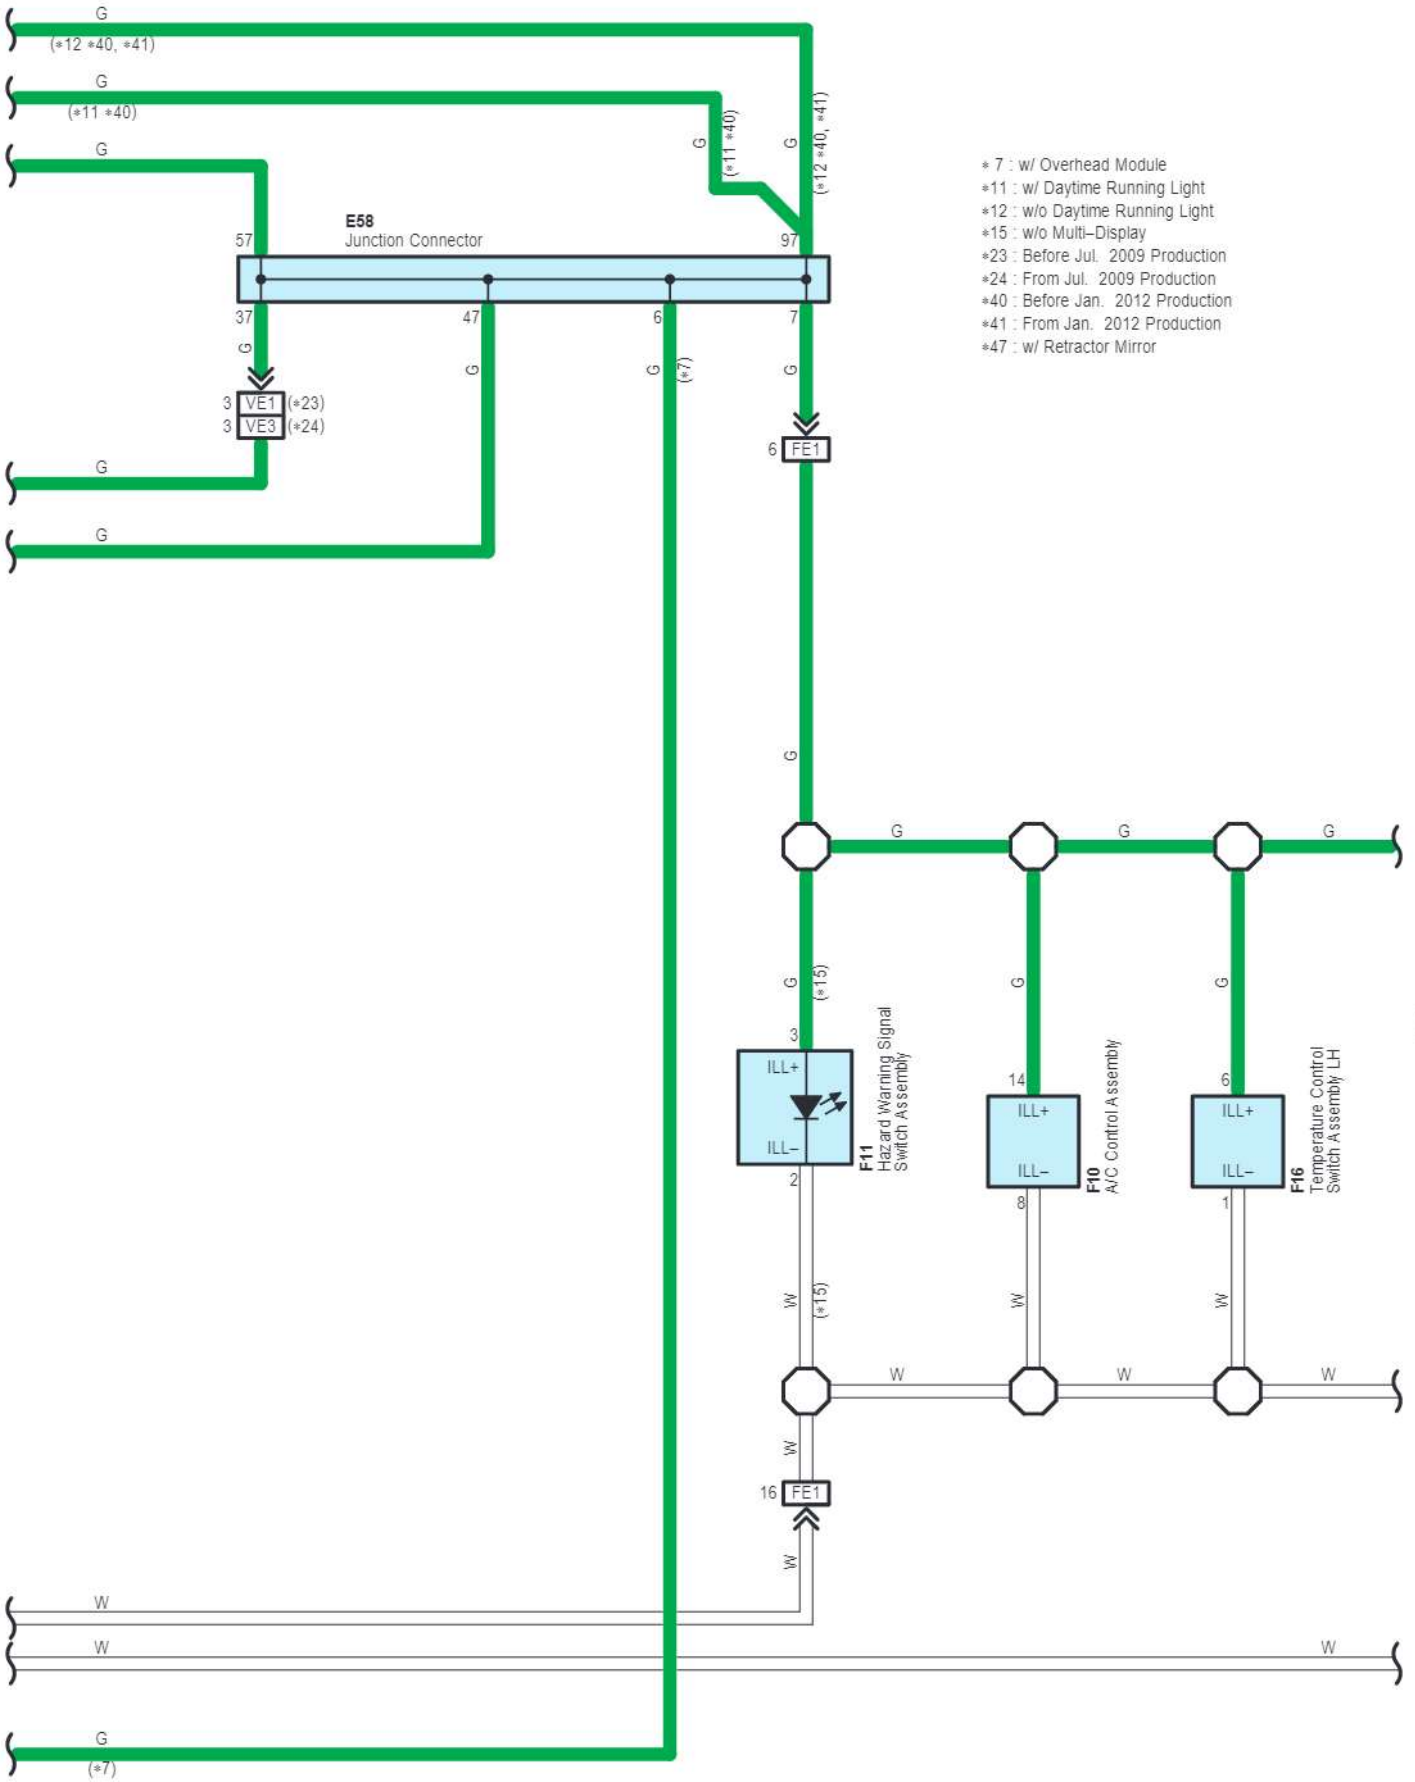 G
(*12 *40, *41)
G
(*11 *40)
G
G
(*11 *40)
G
(*12 *40, *41)
* 7 : w/ Overhead Module
*11 : w/ Daytime Running Light
*12 : w/o Daytime Running Light
*15 : w/o Multi–Display
*23 : Before Jul. 2009 Production
*24 : From Jul. 2009 Production
*40 : Before Jan. 2012 Production
*41 : From Jan. 2012 Production
*47 : w/ Retractor Mirror
E58
Junction Connector
57
97
37
47
6
7
G
G
G
(*7)
G
3 VE1 (*23)
3 VE3 (*24)
6 FE1
G
G
G
G
G
G
G
(*15)
G
G
3
14
6
ILL+
ILL–
F11
Hazard Warning Signal
Switch Assembly
ILL+
ILL–
F10
A/C Control Assembly
ILL+
ILL–
F16
Temperature Control
Switch Assembly LH
2
8
1
W
(*15)
W
W
W
W
W
W
16 FE1
W
W
W
W
G
(*7)